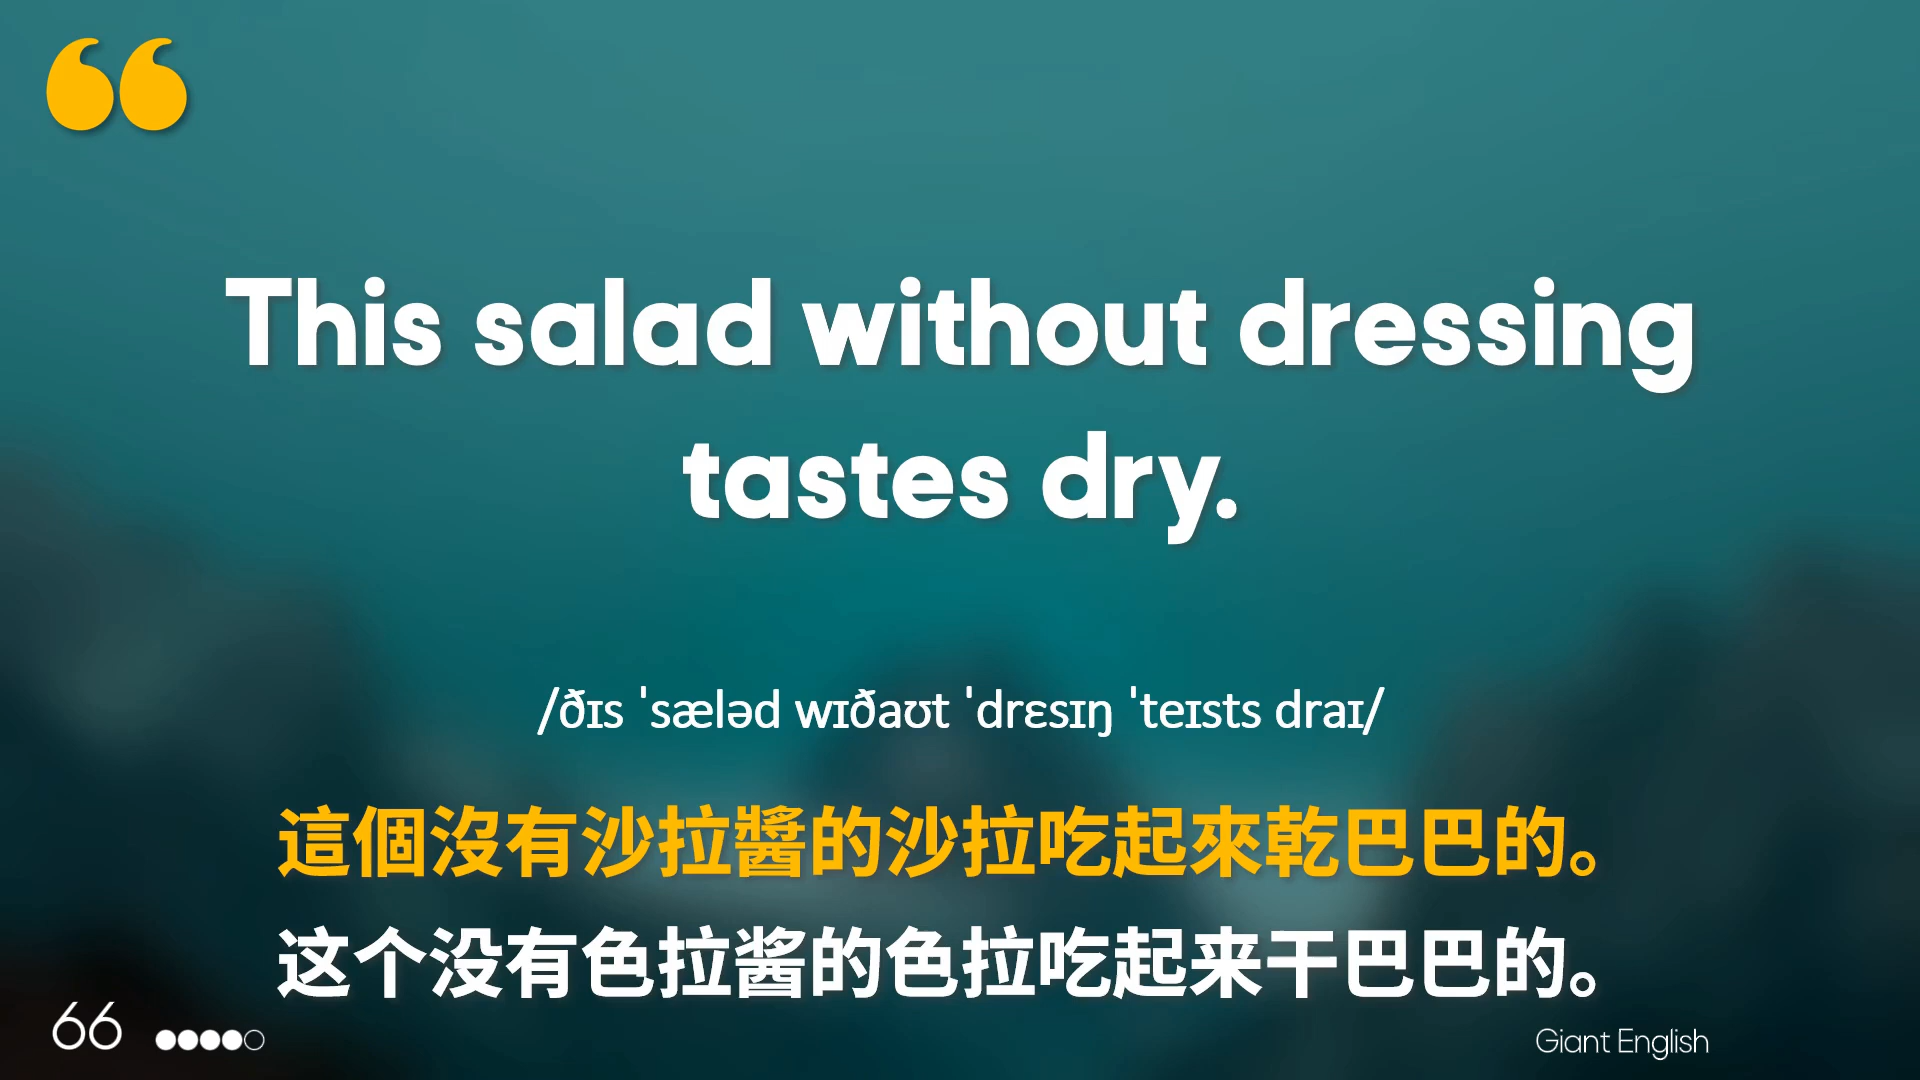 “
This salad without dressing
tastes dry.
/ðɪs ˈsæləd wɪðaʊt ˈdrɛsɪŋ ˈteɪsts draɪ/
這個沒有沙拉醬的沙拉吃起來乾巴巴的。
这个没有色拉酱的色拉吃起来干巴巴的。
66
Giant English